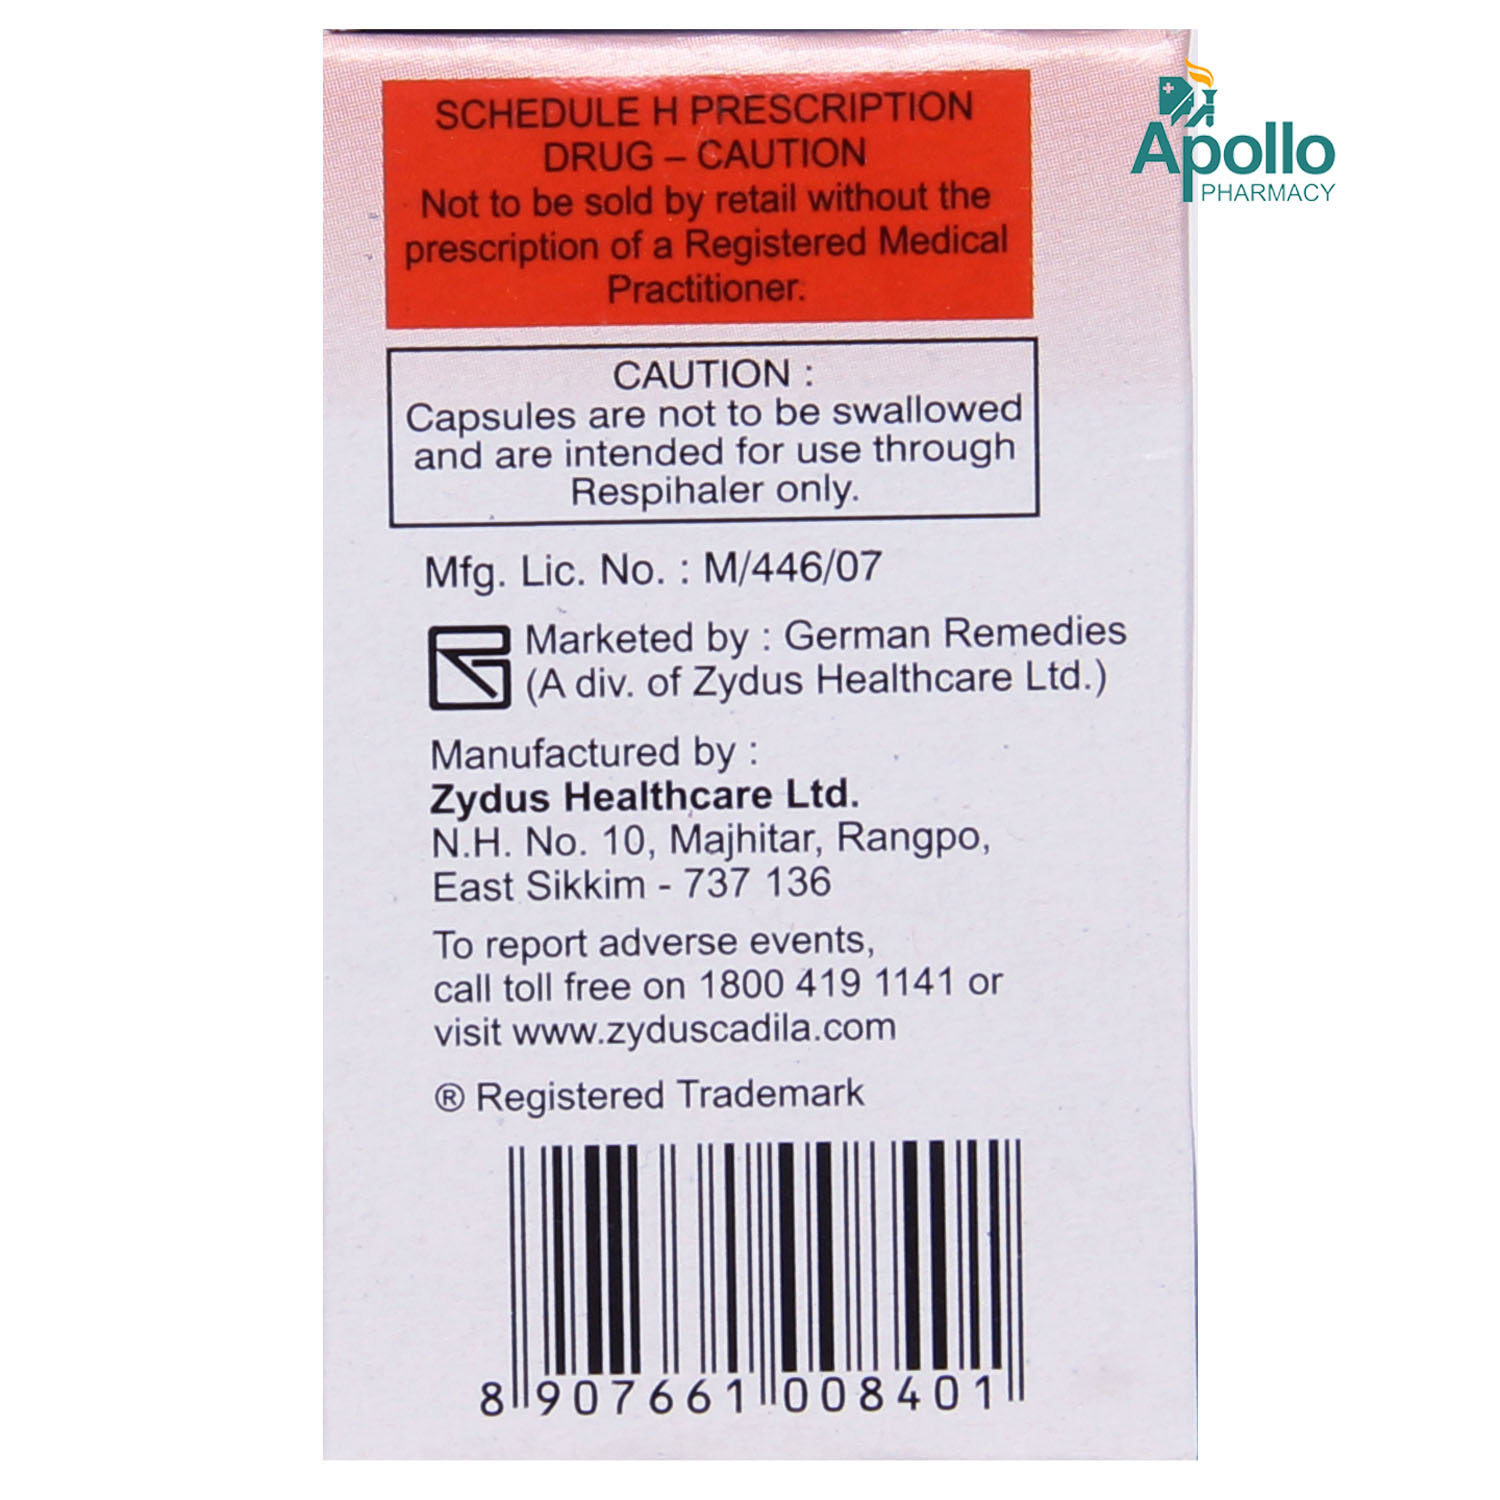 SCHEDULE H PRESCRIPTION
DRUG – CAUTION
Not to be sold by retail without the
prescription of a Registered Medical
Practitioner.
Apollo
PHARMACY
CAUTION :
Capsules are not to be swallowed
and are intended for use through
Respihaler only.
Mfg. Lic. No. : M/446/07
Marketed by : German Remedies
(A div. of Zydus Healthcare Ltd.)
Manufactured by :
Zydus Healthcare Ltd.
N.H. No. 10, Majhitar, Rangpo,
East Sikkim - 737 136
To report adverse events,
call toll free on 1800 419 1141 or
visit www.zyduscadila.com
® Registered Trademark
8 907661 008401